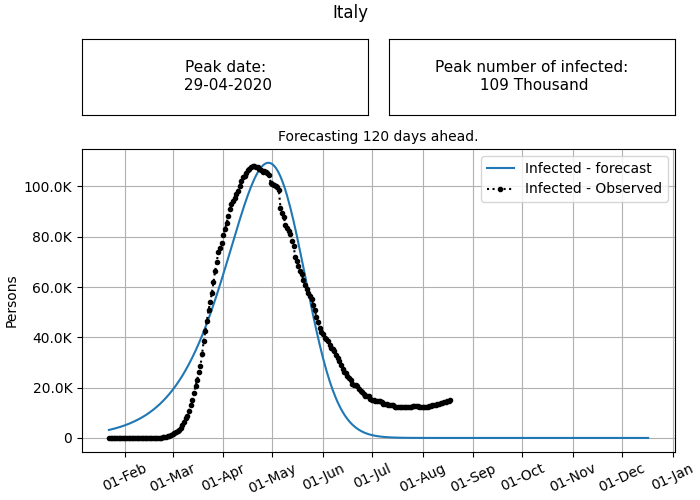 Italy
Peak date:
29-04-2020
Peak number of infected:
109 Thousand
Forecasting 120 days ahead.
Infected - forecast
Infected - Observed
Persons
100.0K
80.0K
60.0K
40.0K
20.0K
0
01-Feb
01-Mar
01-Apr
01-May
01-Jun
01-Jul
01-Aug
01-Sep
01-Oct
01-Nov
01-Dec
01-Jan